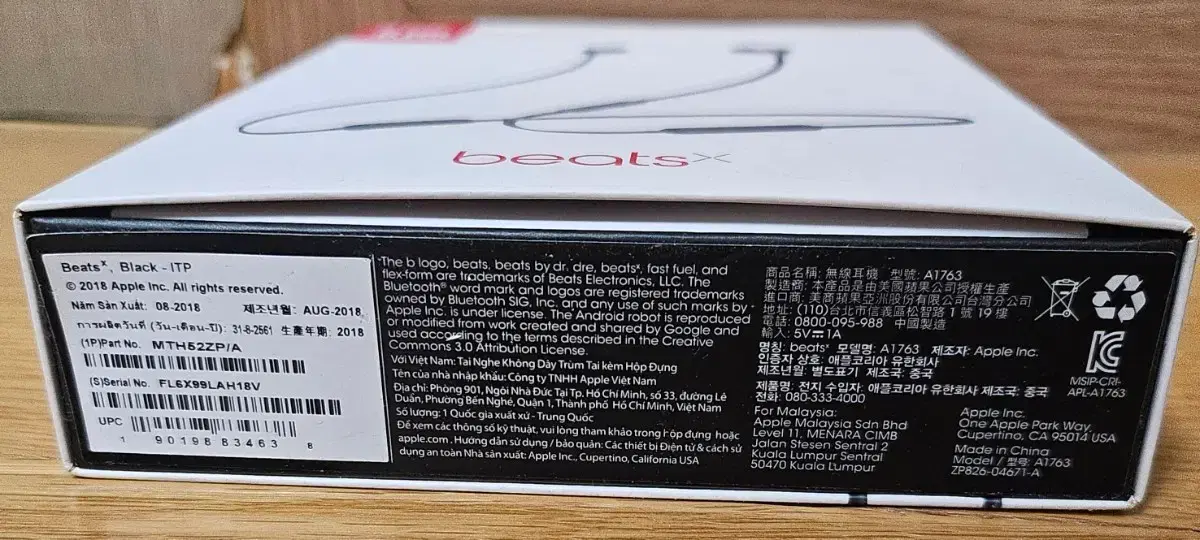 beatsx
Beatsx, Black - ITP
© 2018 Apple Inc. All rights reserved.
Năm Sản Xuất: 08-2018 제조년월: AUG-2018
การผลิตวันที่ (วัน-เดือน-ปี): 31-8-2561 生產年期: 2018
(1P)Part No. MTH52ZP/A
(S)Serial No. FL6X99LAH18V
UPC
1 90198 83463 8
The b logo, beats, beats by dr. dre, beatsx, fast fuel, and
flex-form are trademarks of Beats Electronics, LLC. The
Bluetooth® word mark and logos are registered trademarks
owned by Bluetooth SIG, Inc. and any use of such marks by
Apple Inc. is under license. The Android robot is reproduced
or modified from work created and shared by Google and
used according to the terms described in the Creative
Commons 3.0 Attribution License.
Với Việt Nam: Tai Nghe Không Dây Trùm Tai kèm Hộp Đựng
Tên của nhà nhập khẩu: Công ty TNHH Apple Việt Nam
Địa chỉ: Phòng 901, Ngôi Nhà Đức Tại Tp. Hồ Chí Minh, số 33, đường Lê
Duẩn, Phường Bến Nghé, Quận 1, Thành phố Hồ Chí Minh, Việt Nam
Số lượng: 1 Quốc gia xuất xứ - Trung Quốc
Để xem các thông số kỹ thuật, vui lòng tham khảo trong hộp đựng hoặc
apple.com. Hướng dẫn sử dụng / bảo quản: Các thiết bị Điện tử & cách sử
dụng an toàn Nhà sản xuất: Apple Inc., Cupertino, California USA
商品名稱: 無線耳機 型號: A1763
製造商: 本產品是由美國蘋果公司授權生產
進口商: 美商蘋果亞洲股份有限公司台灣分公司
地址: (110)台北市信義區松智路 1 號 19 樓
電話: 0800-095-988 中國製造
輸入: 5V⎓1A
명칭: beatsx 모델명: A1763 제조자: Apple Inc.
인증자 상호: 애플코리아 유한회사
제조년월: 별도표기 제조국: 중국
제품명: 전지 수입자: 애플코리아 유한회사 제조국: 중국
전화: 080-333-4000
For Malaysia:
Apple Malaysia Sdn Bhd
Level 11, MENARA CIMB
Jalan Stesen Sentral 2
Kuala Lumpur Sentral
50470 Kuala Lumpur
MSIP-CRI-
APL-A1763
Apple Inc.
One Apple Park Way,
Cupertino, CA 95014 USA
Made in China
Model / 型号: A1763
ZP826-04671-A